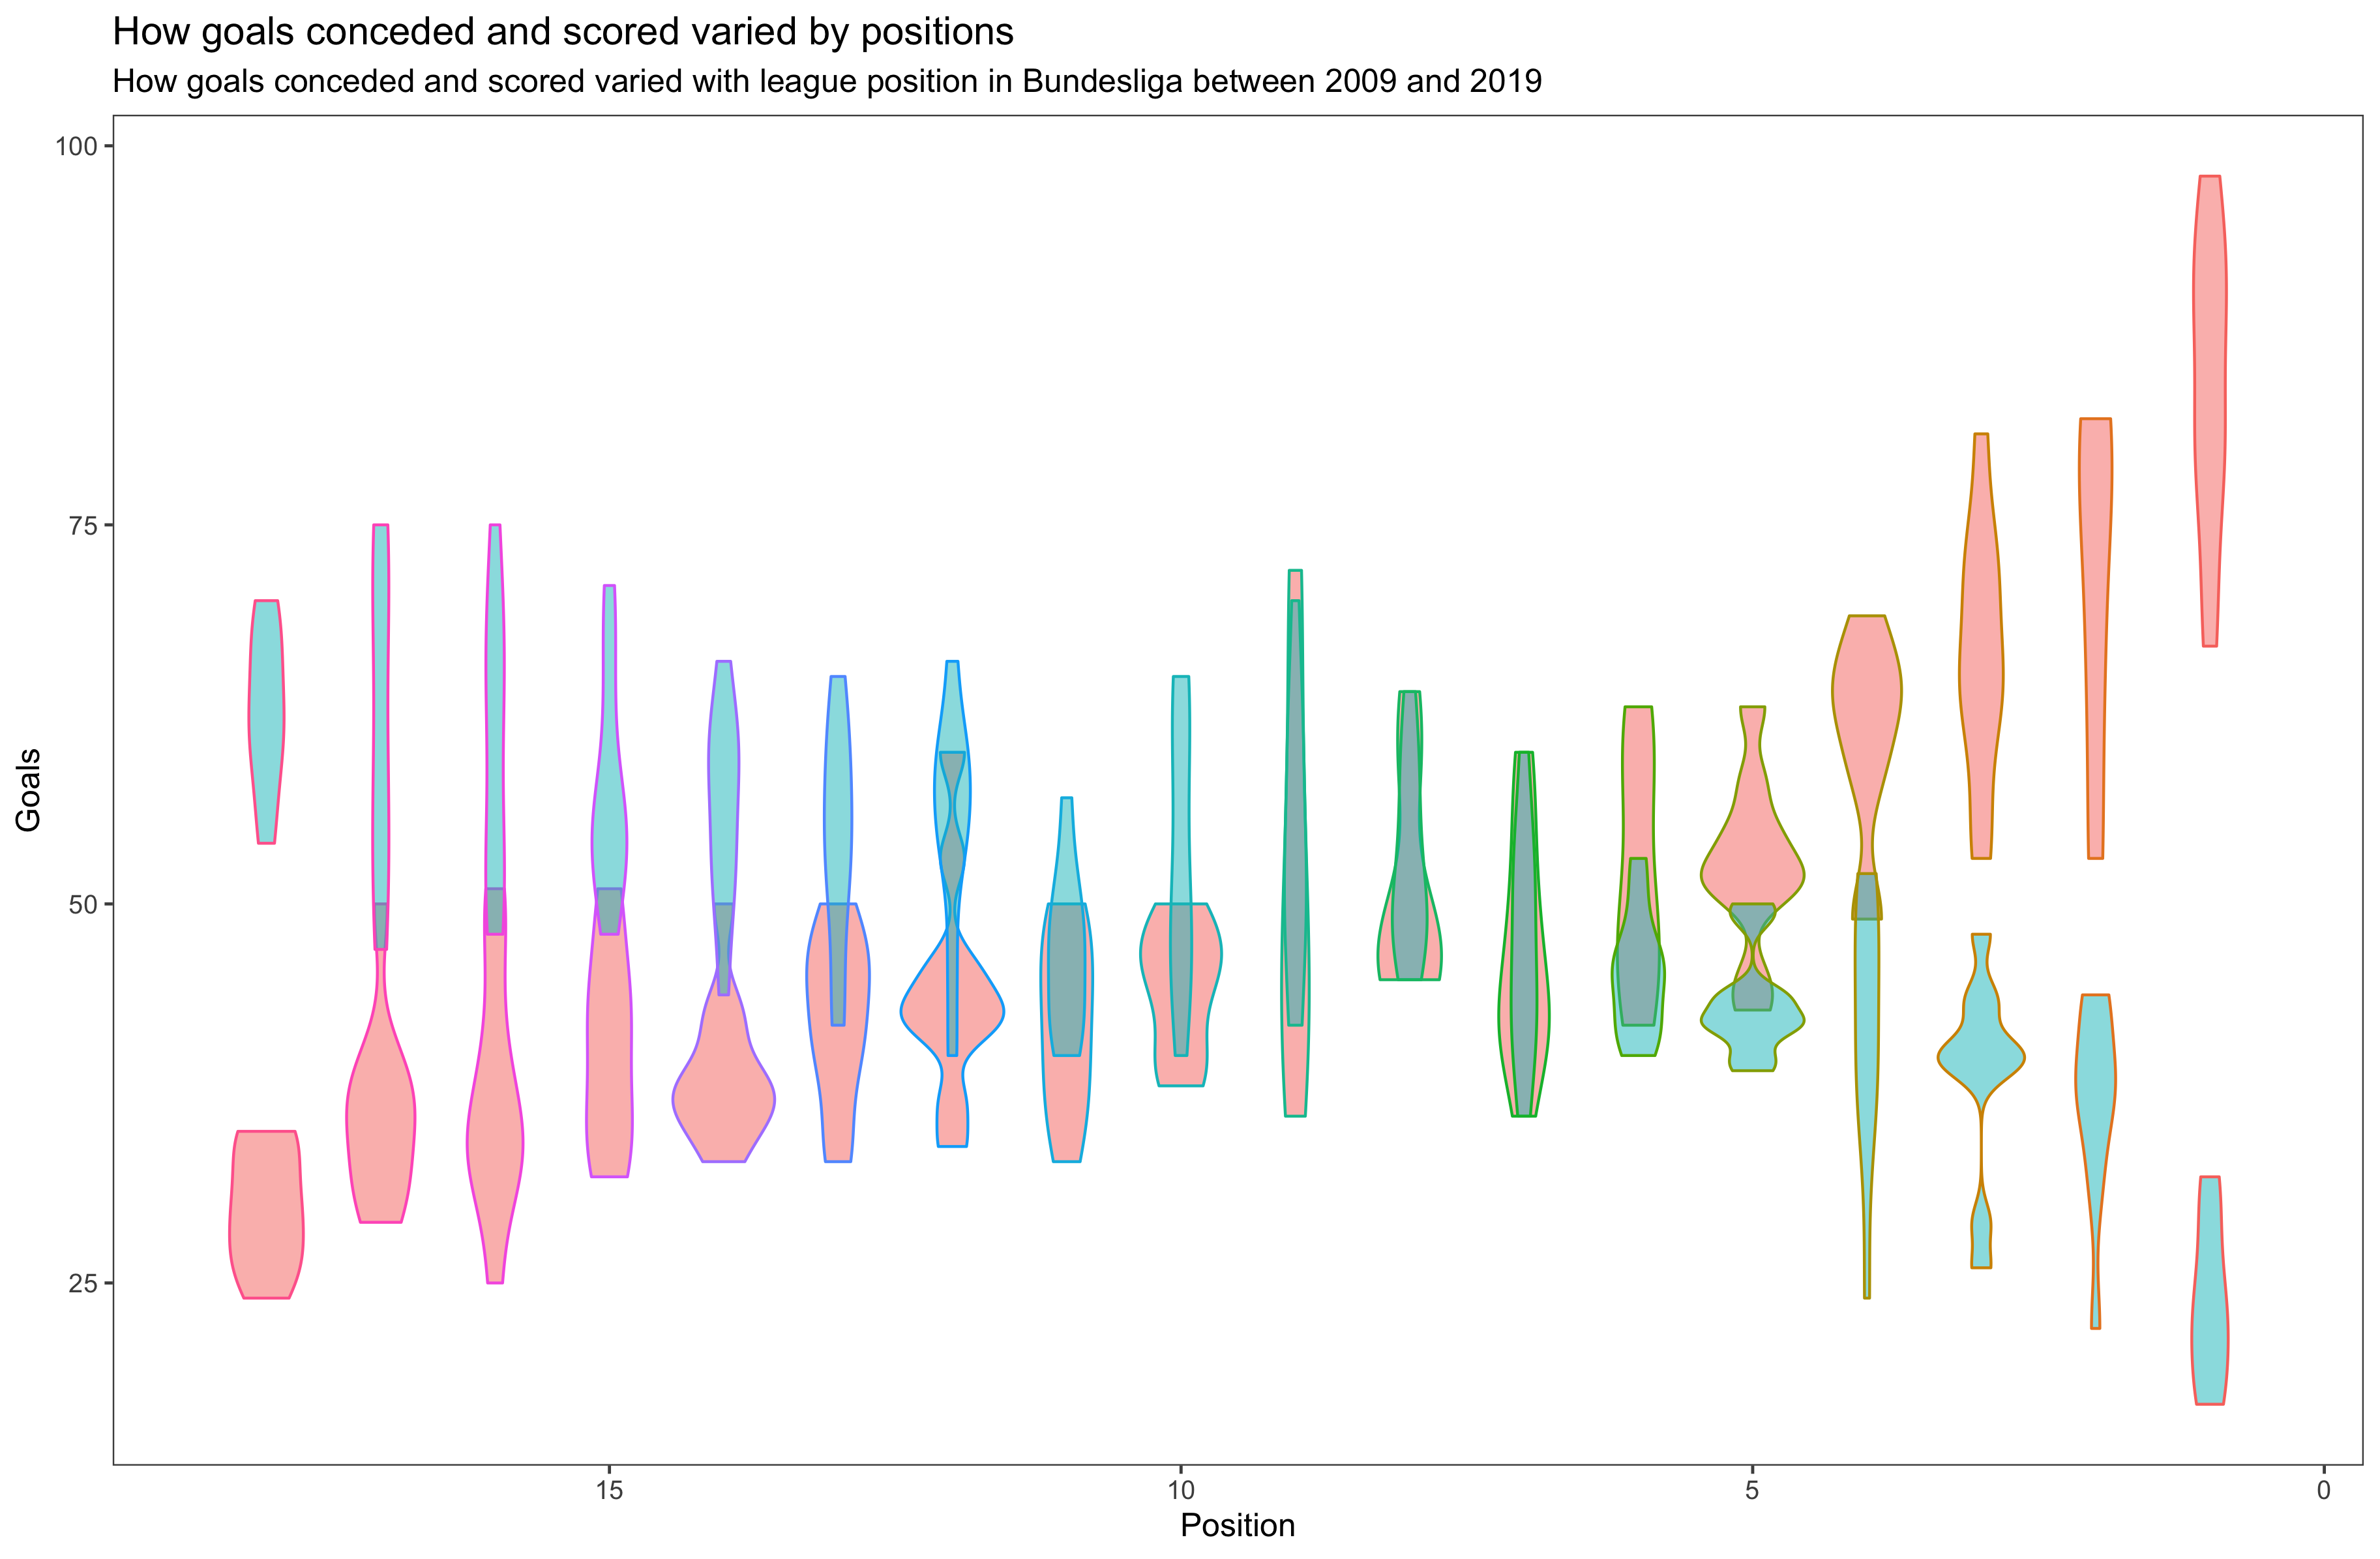 How goals conceded and scored varied by positions
How goals conceded and scored varied with league position in Bundesliga between 2009 and 2019
100
75
50
25
Goals
15
10
5
0
Position